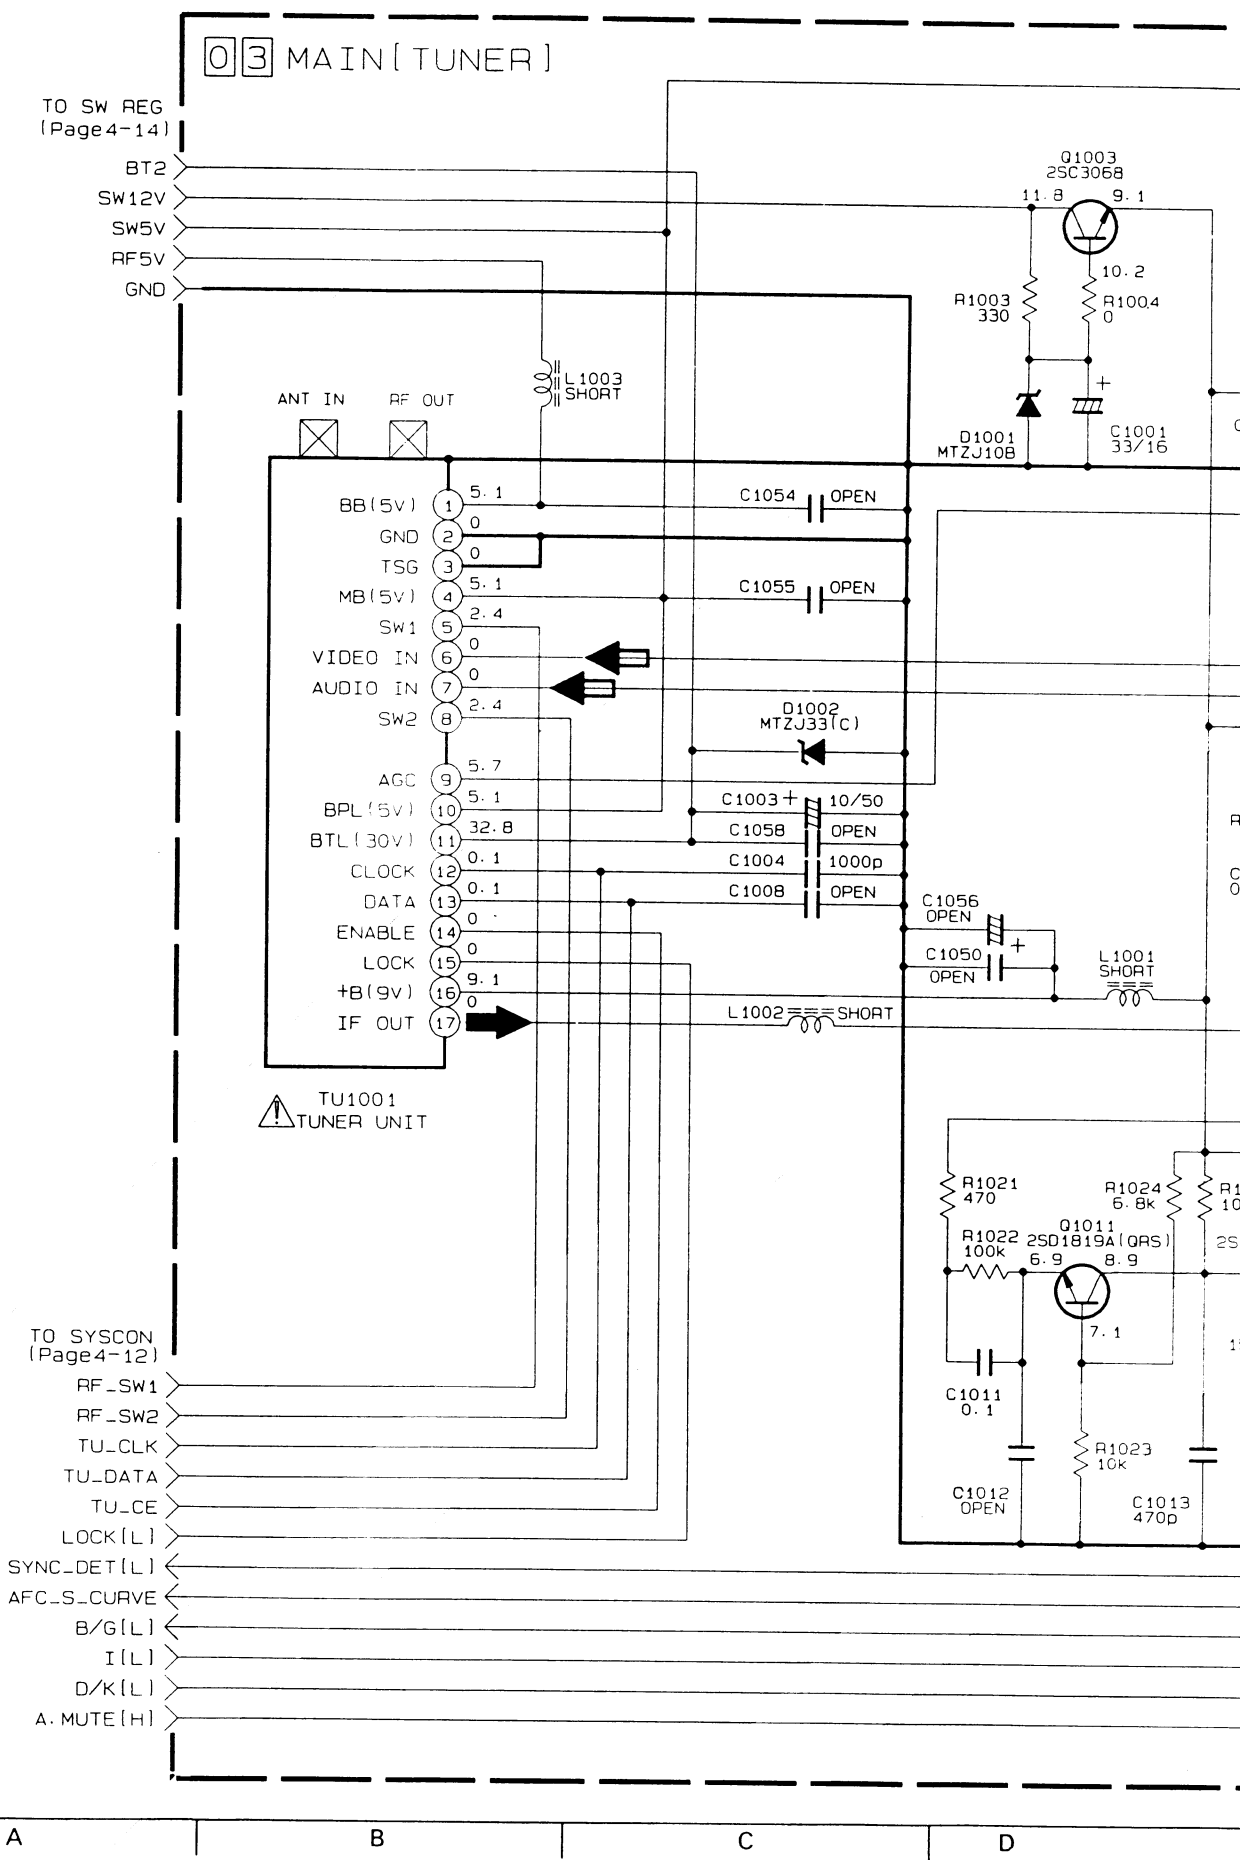 03 MAIN[TUNER]
TO SW REG
(Page4-14)
BT2
SW12V
SW5V
RF5V
GND
Q1003
2SC3068
11.8
9.1
10.2
R1003
330
R1004
0
L1003
SHORT
ANT IN
RF OUT
D1001
MTZJ10B
C1001
33/16
+
BB(5V) 1 5.1
GND 2 0
TSG 3 0
MB(5V) 4 5.1
SW1 5 2.4
VIDEO IN 6 0
AUDIO IN 7 0
SW2 8 2.4
AGC 9 5.7
BPL(5V) 10 5.1
BTL(30V) 11 32.8
CLOCK 12 0.1
DATA 13 0.1
ENABLE 14 0
LOCK 15 0
+B(9V) 16 9.1
IF OUT 17 0
C1054 OPEN
C1055 OPEN
D1002
MTZJ33(C)
C1003 + 10/50
C1058 OPEN
C1004 1000p
C1008 OPEN
C1056
OPEN
+
C1050
OPEN
L1001
SHORT
L1002 SHORT
TU1001
TUNER UNIT
R1021
470
R1022
100k
R1024
6.8k
Q1011
2SD1819A(QRS)
6.9
8.9
7.1
C1011
0.1
C1012
OPEN
R1023
10k
C1013
470p
TO SYSCON
(Page4-12)
RF_SW1
RF_SW2
TU_CLK
TU_DATA
TU_CE
LOCK[L]
SYNC_DET[L]
AFC_S_CURVE
B/G[L]
I[L]
D/K[L]
A.MUTE[H]
A B C D